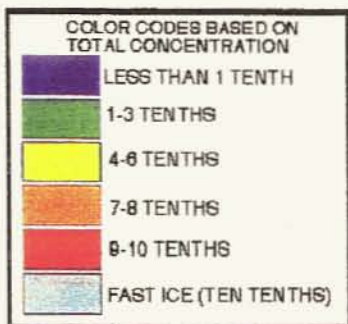 COLOR CODES BASED ON
TOTAL CONCENTRATION
LESS THAN 1 TENTH
1-3 TENTHS
4-6 TENTHS
7-8 TENTHS
9-10 TENTHS
FAST ICE (TEN TENTHS)